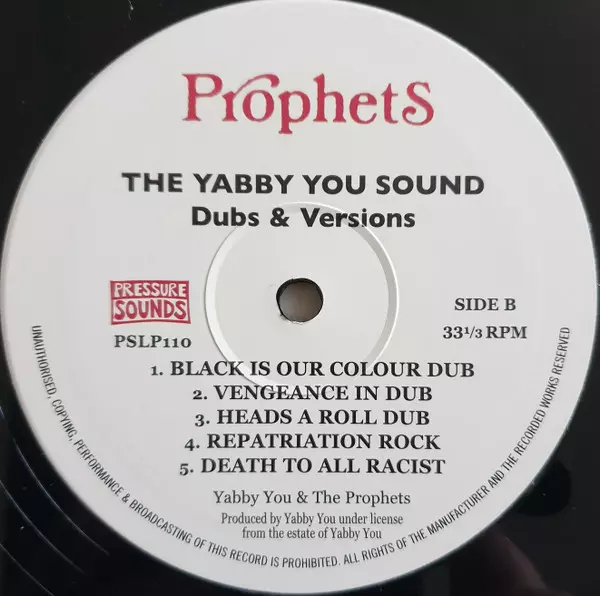 Prophets
THE YABBY YOU SOUND
Dubs & Versions
PRESSURE
SOUNDS
PSLP110
SIDE B
33 1/3 RPM
1. BLACK IS OUR COLOUR DUB
2. VENGEANCE IN DUB
3. HEADS A ROLL DUB
4. REPATRIATION ROCK
5. DEATH TO ALL RACIST
Yabby You & The Prophets
Produced by Yabby You under license
from the estate of Yabby You
UNAUTHORISED, COPYING, PERFORMANCE & BROADCASTING OF THIS RECORD IS PROHIBITED. ALL RIGHTS OF THE MANUFACTURER AND THE RECORDED WORKS RESERVED